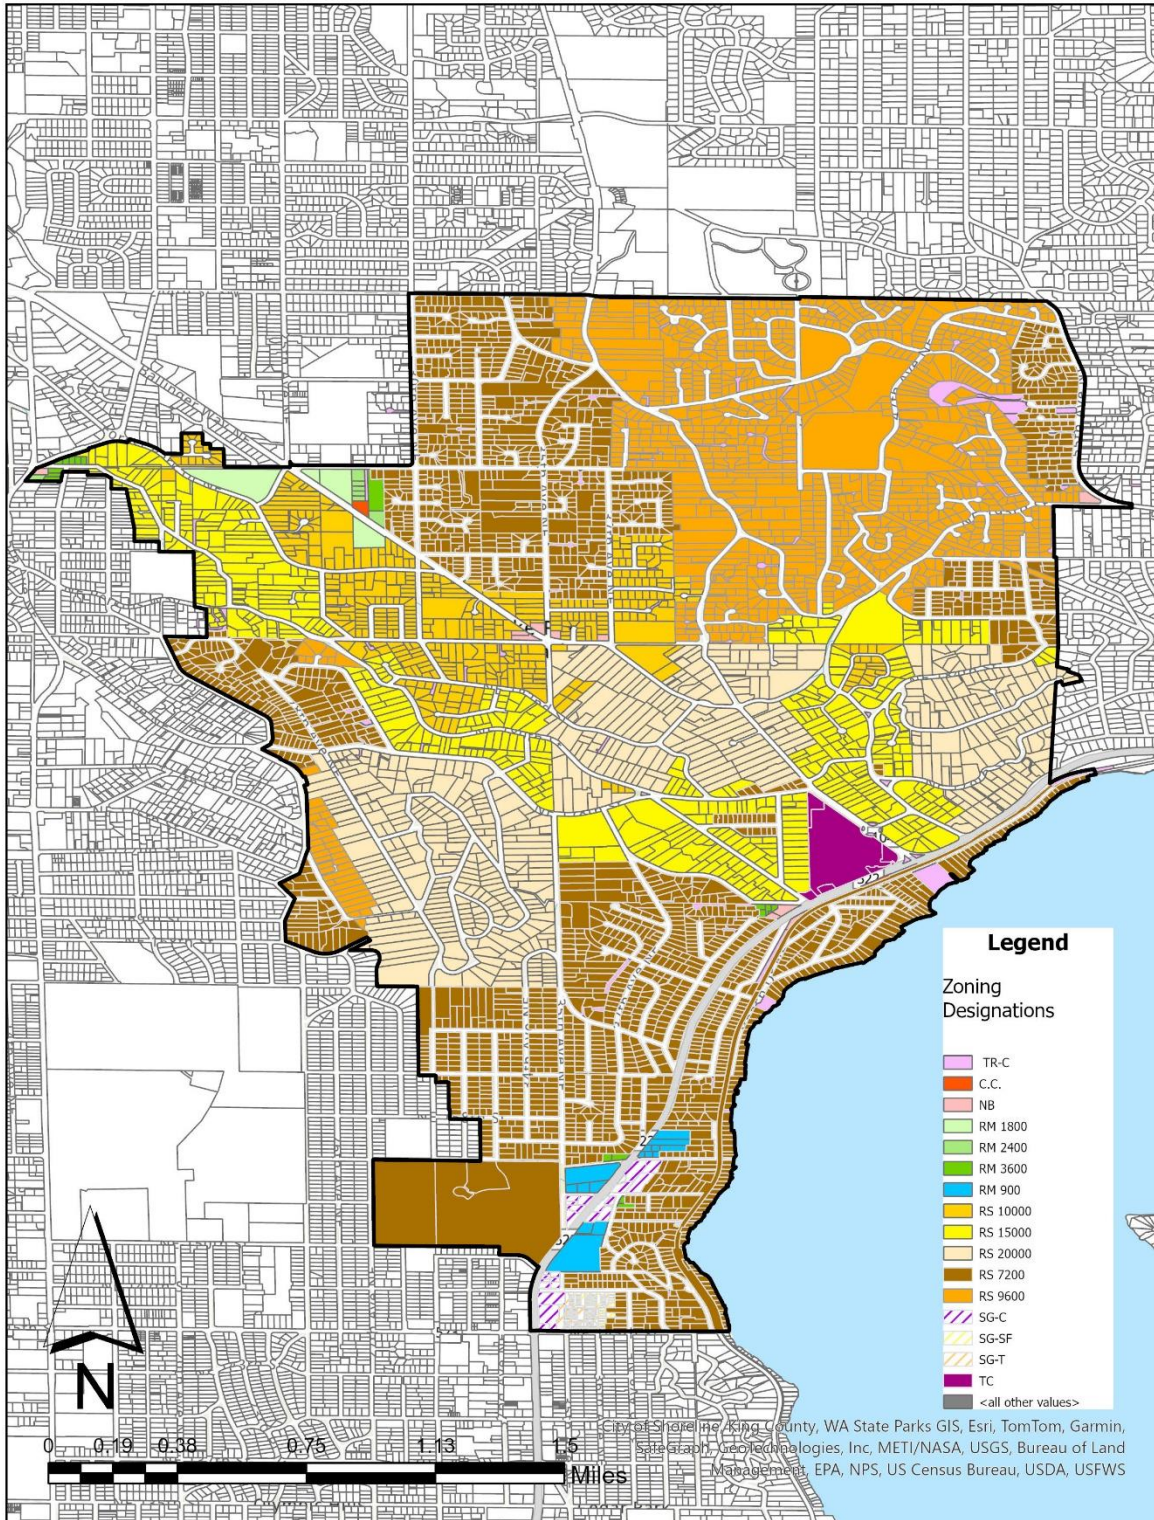 Legend
Zoning
Designations
TR-C
C.C.
NB
RM 1800
RM 2400
RM 3600
RM 900
RS 10000
RS 15000
RS 20000
RS 7200
RS 9600
SG-C
SG-SF
SG-T
TC
<all other values>
N
0 0.19 0.38 0.75 1.13 1.5
Miles
City of Shoreline, King County, WA State Parks GIS, Esri, TomTom, Garmin,
SafeGraph, GeoTechnologies, Inc, METI/NASA, USGS, Bureau of Land
Management, EPA, NPS, US Census Bureau, USDA, USFWS